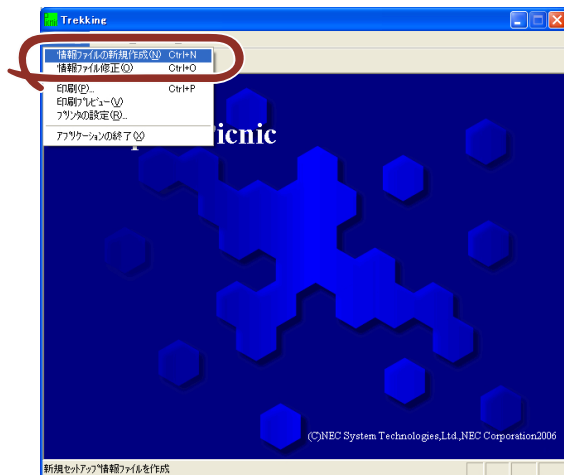 Trekking
情報ファイルの新規作成(N) Ctrl+N
情報ファイル修正(O) Ctrl+O
印刷(P)... Ctrl+P
印刷プレビュー(V)
プリンタの設定(R)...
アプリケーションの終了(X)
icnic
(C)NEC System Technologies,Ltd.,NEC Corporation2006
新規セットアップ情報ファイルを作成